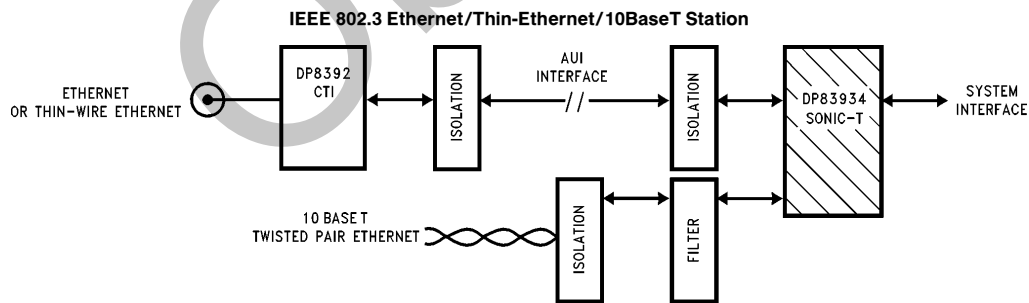 IEEE 802.3 Ethernet/Thin-Ethernet/10BaseT Station
ETHERNET
OR THIN-WIRE ETHERNET
DP8392
CTI
ISOLATION
AUI
INTERFACE
ISOLATION
DP83934
SONIC-T
SYSTEM
INTERFACE
10 BASE T
TWISTED PAIR ETHERNET
ISOLATION
FILTER